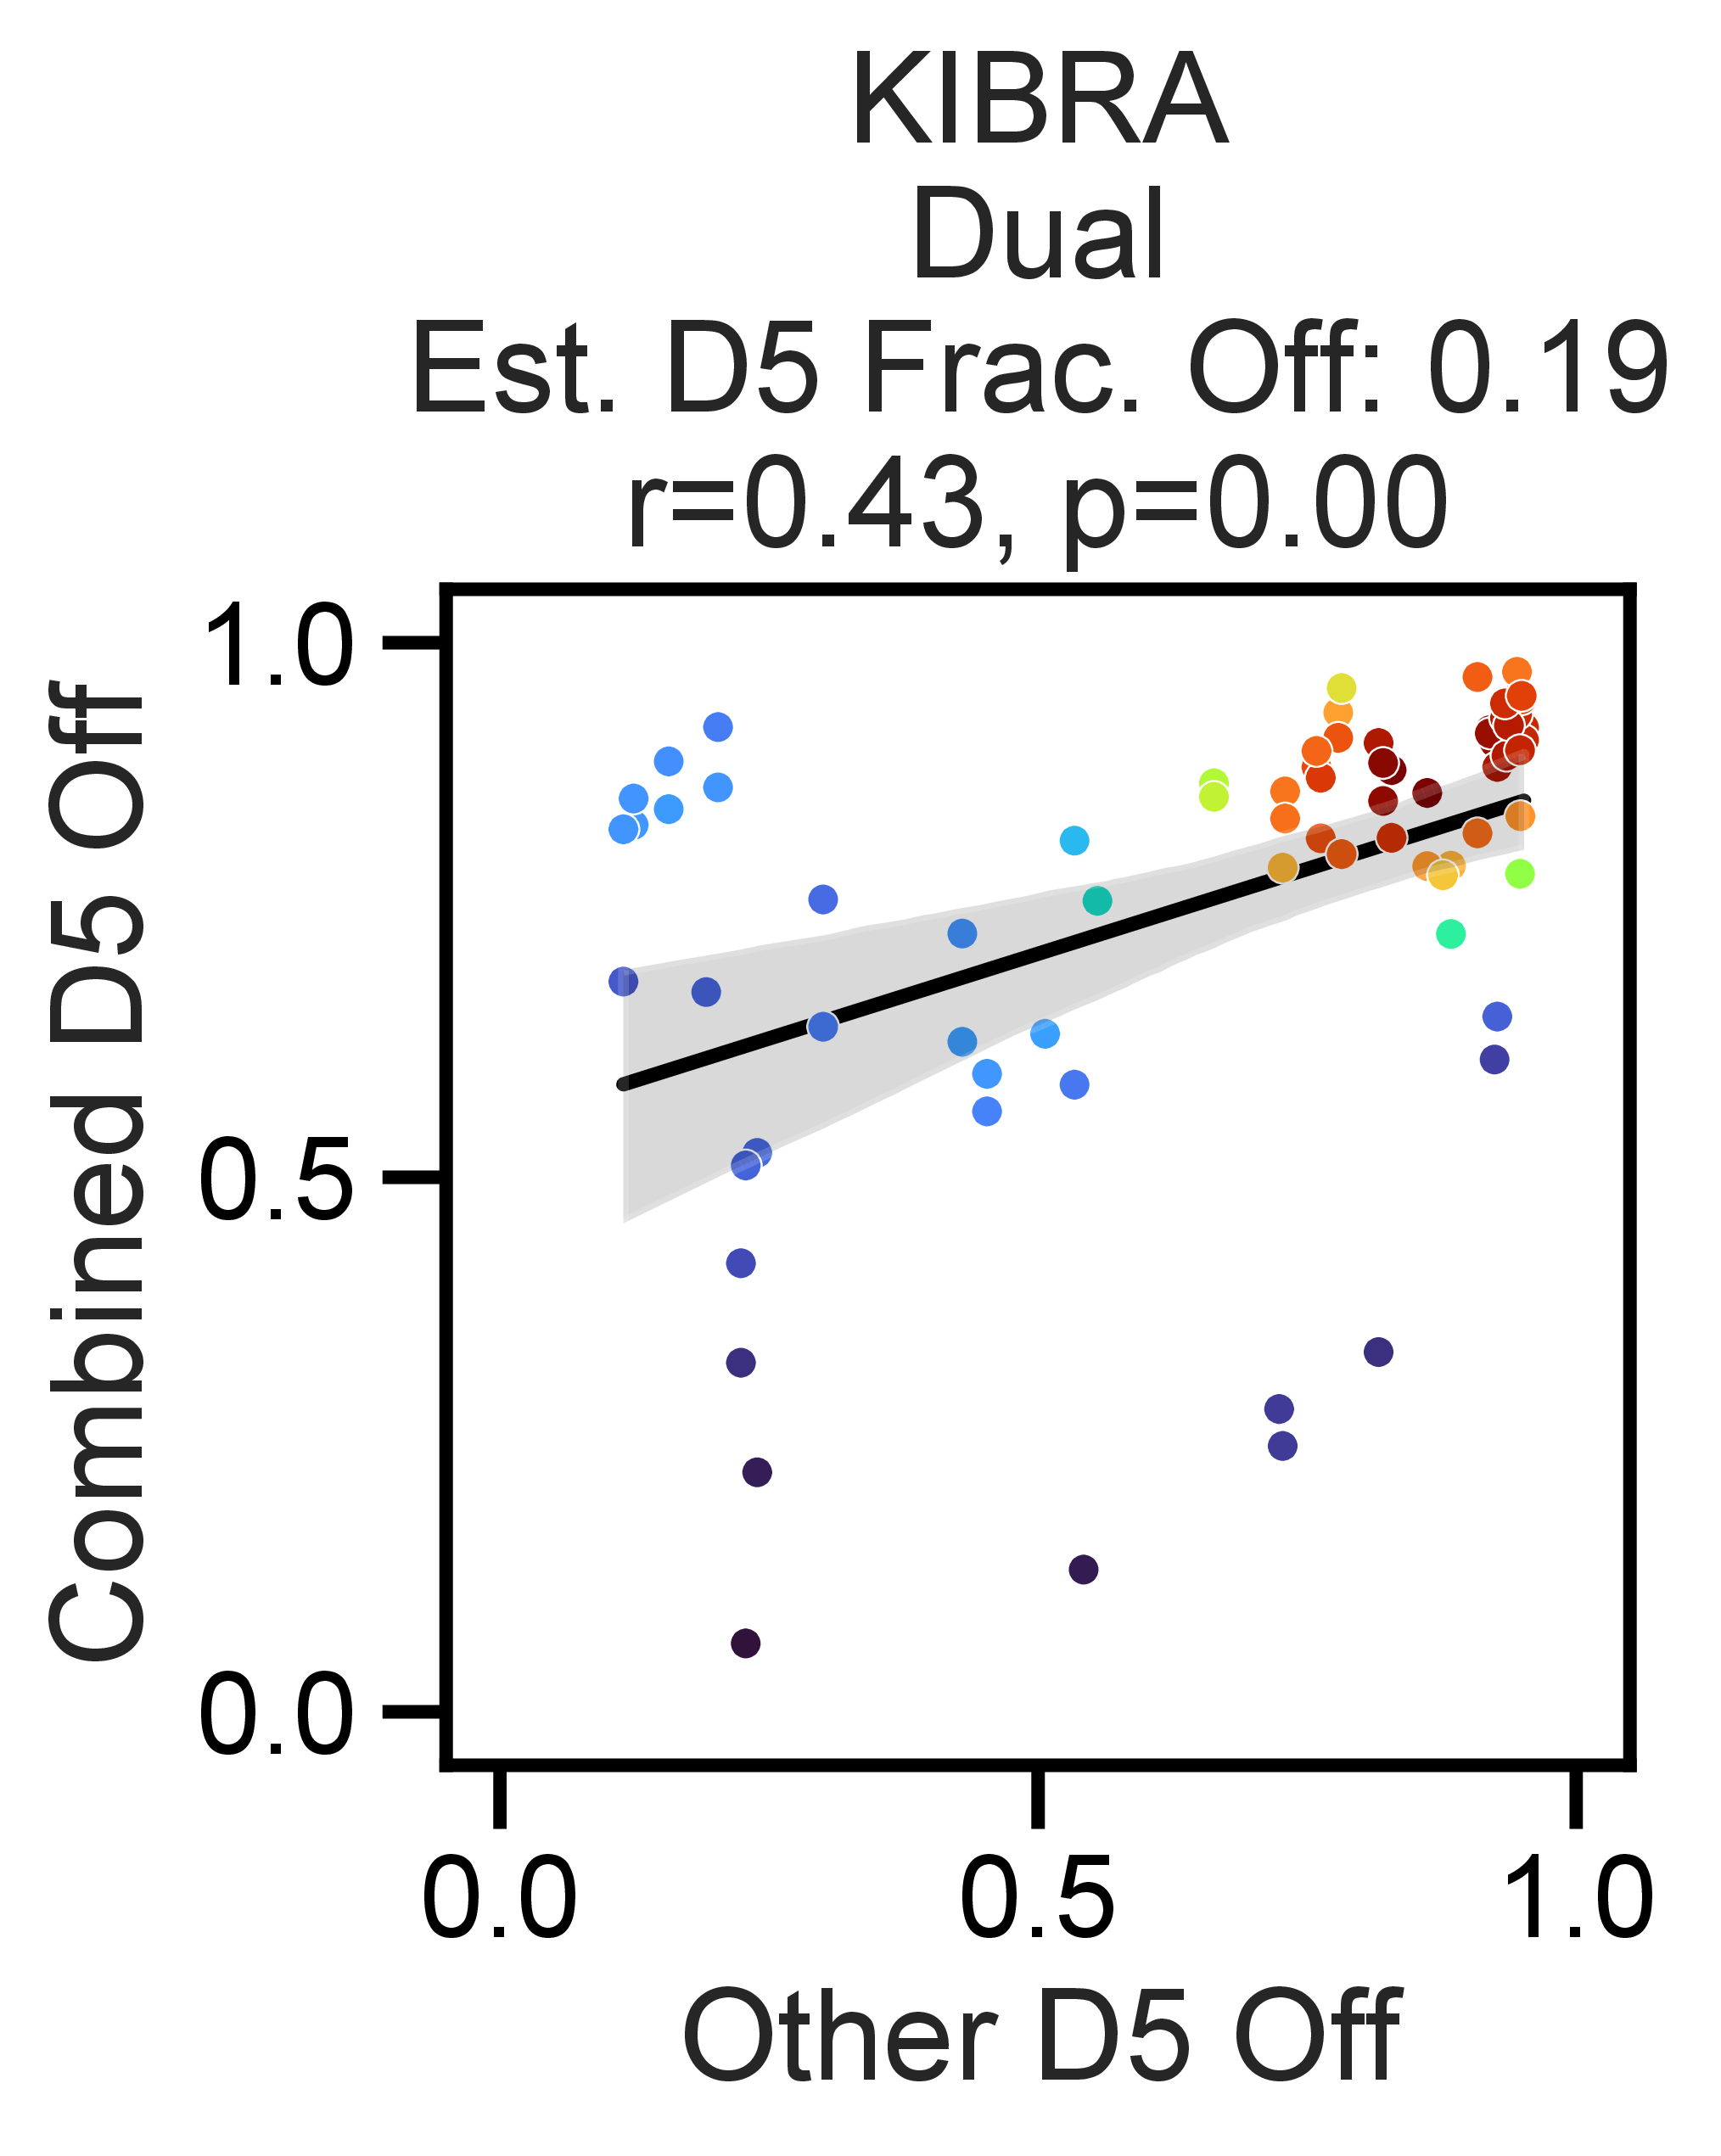 KIBRA
Dual
Est. D5 Frac. Off: 0.19
r=0.43, p=0.00
Combined D5 Off
1.0
0.5
0.0
0.0 0.5 1.0
Other D5 Off